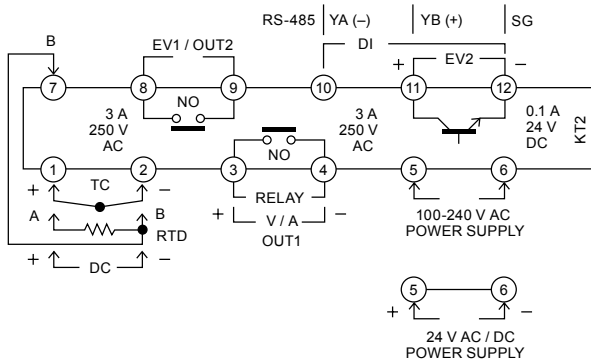 RS-485 YA (–) YB (+) SG
B EV1 / OUT2 DI
+ EV2 –
7 8 9 10 11 12
NO
3 A
250 V
AC
3 A
250 V
AC
0.1 A
24 V
DC
KT2
NO
1 2 3 4 5 6
+ TC – RELAY
A B + V / A –
RTD OUT1
100-240 V AC
POWER SUPPLY
+ DC –
5 6
+ –
24 V AC / DC
POWER SUPPLY